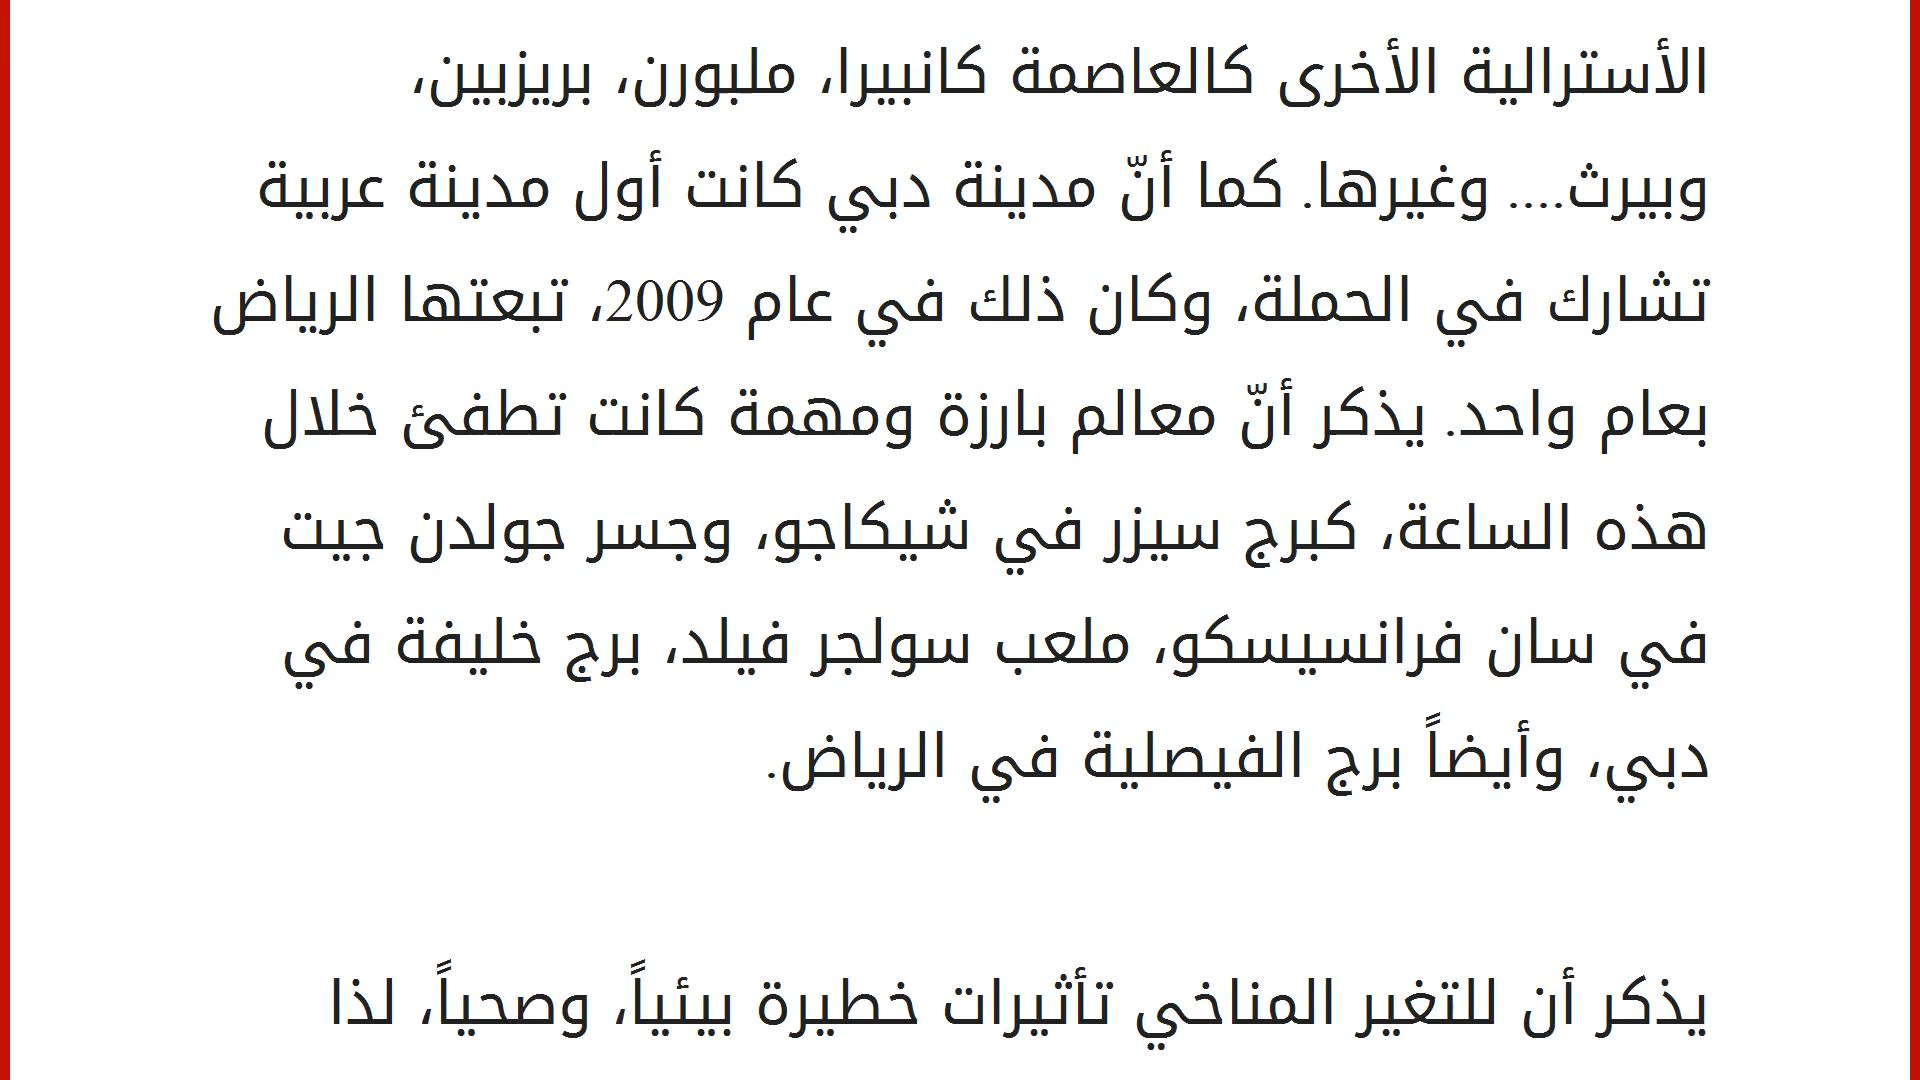 الأسترالية الأخرى كالعاصمة كانبيرا، ملبورن، بريزبين،
وبيرث.... وغيرها. كما أنّ مدينة دبي كانت أول مدينة عربية
تشارك في الحملة، وكان ذلك في عام 2009، تبعتها الرياض
بعام واحد. يذكر أنّ معالم بارزة ومهمة كانت تطفئ خلال
هذه الساعة، كبرج سيزر في شيكاجو، وجسر جولدن جيت
في سان فرانسيسكو، ملعب سولجر فيلد، برج خليفة في
دبي، وأيضاً برج الفيصلية في الرياض.
يذكر أن للتغير المناخي تأثيرات خطيرة بيئياً، وصحياً، لذا